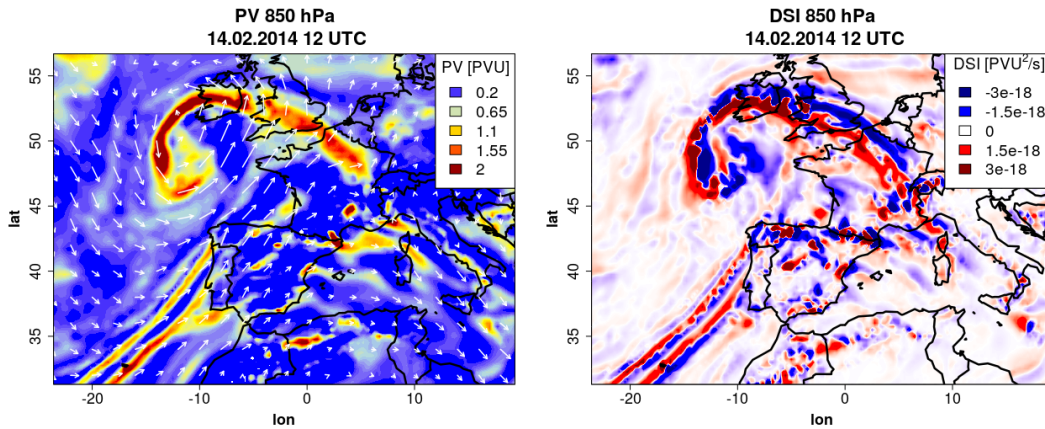 PV 850 hPa
14.02.2014 12 UTC
PV [PVU]
0.2
0.65
1.1
1.55
2
55
50
45
40
35
lat
-20
-10
0
10
lon
DSI 850 hPa
14.02.2014 12 UTC
DSI [PVU²/s]
-3e-18
-1.5e-18
0
1.5e-18
3e-18
55
50
45
40
35
lat
-20
-10
0
10
lon